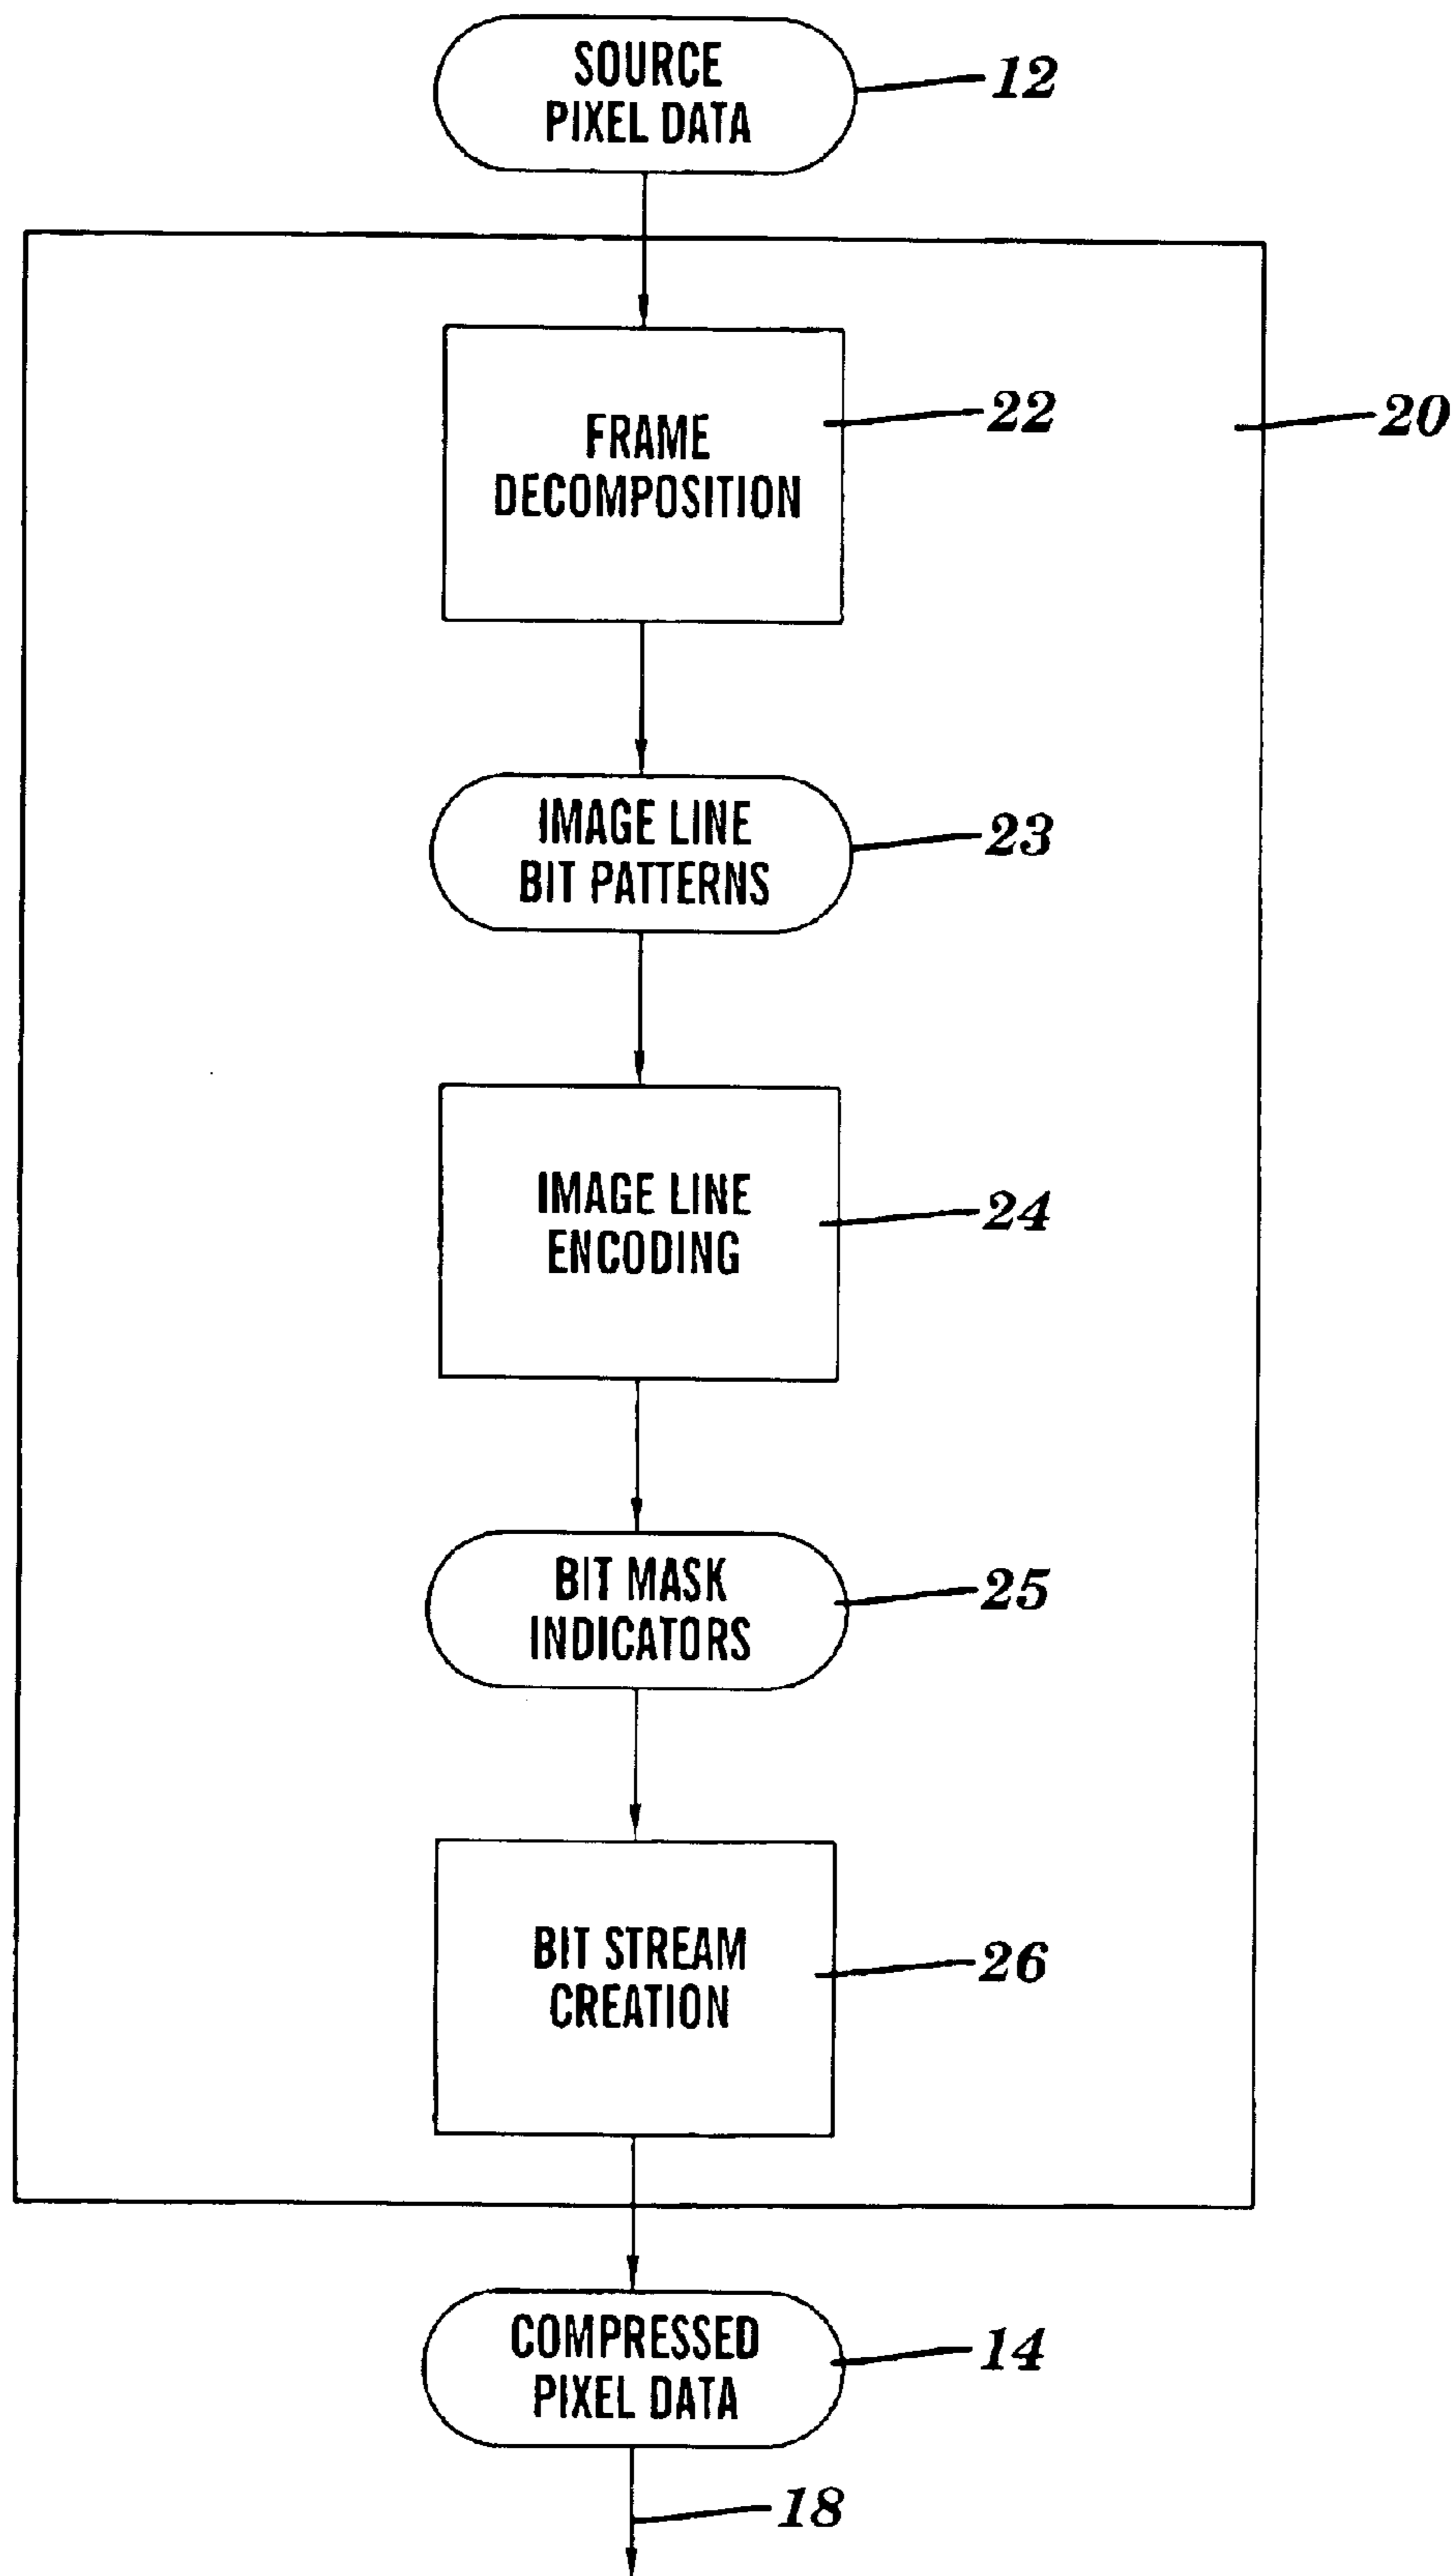 SOURCE
PIXEL DATA
12
FRAME
DECOMPOSITION
22
20
IMAGE LINE
BIT PATTERNS
23
IMAGE LINE
ENCODING
24
BIT MASK
INDICATORS
25
BIT STREAM
CREATION
26
COMPRESSED
PIXEL DATA
14
18